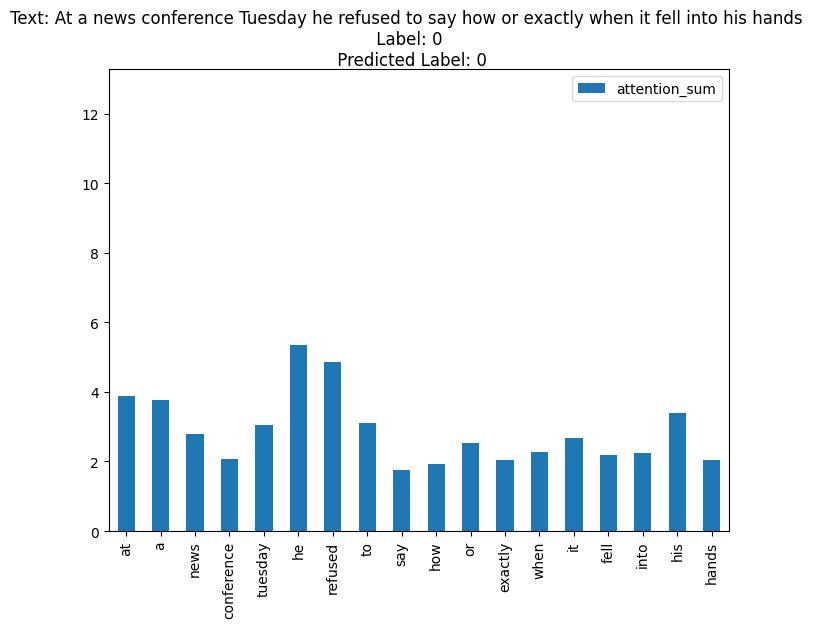 Text: At a news conference Tuesday he refused to say how or exactly when it fell into his hands
Label: 0
Predicted Label: 0
attention_sum
12
10
8
6
4
2
0
at
a
news
conference
tuesday
he
refused
to
say
how
or
exactly
when
it
fell
into
his
hands